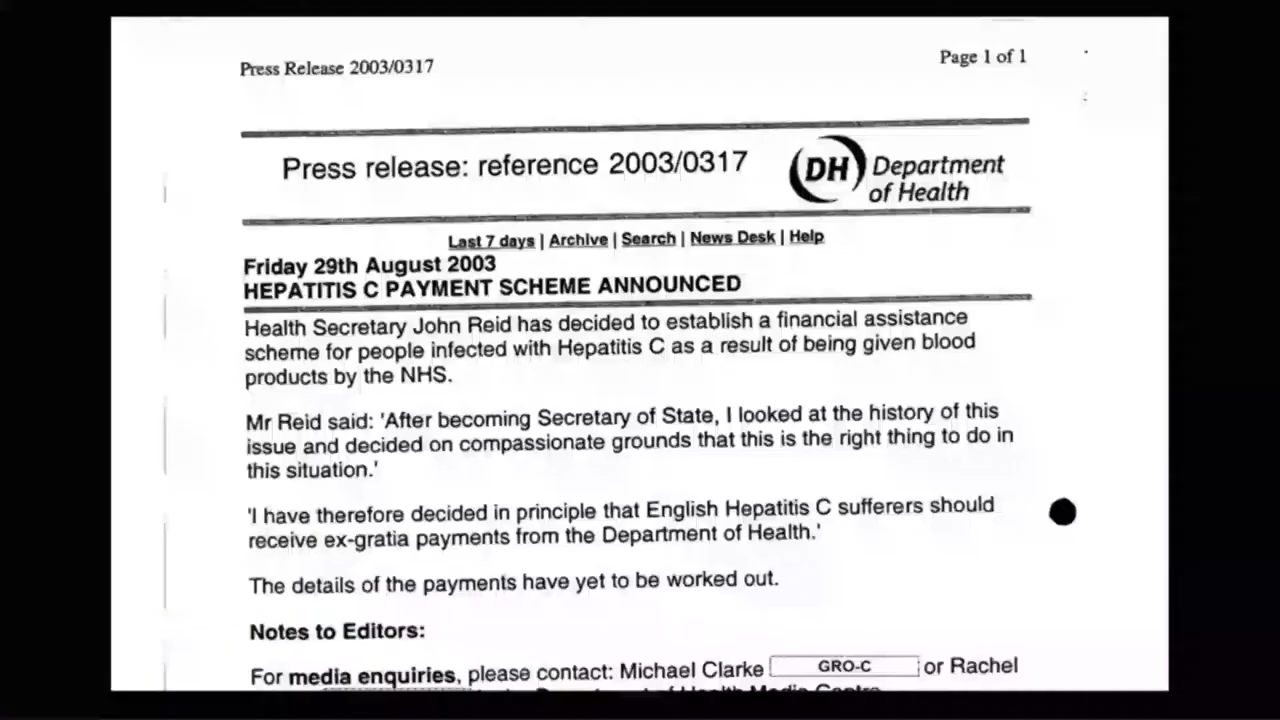 Press Release 2003/0317
Page 1 of 1
Press release: reference 2003/0317
DH Department
of Health
Last 7 days | Archive | Search | News Desk | Help
Friday 29th August 2003
HEPATITIS C PAYMENT SCHEME ANNOUNCED
Health Secretary John Reid has decided to establish a financial assistance
scheme for people infected with Hepatitis C as a result of being given blood
products by the NHS.
Mr Reid said: 'After becoming Secretary of State, I looked at the history of this
issue and decided on compassionate grounds that this is the right thing to do in
this situation.'
'I have therefore decided in principle that English Hepatitis C sufferers should
receive ex-gratia payments from the Department of Health.'
The details of the payments have yet to be worked out.
Notes to Editors:
For media enquiries, please contact: Michael Clarke GRO-C or Rachel
Department of Health Media Centre